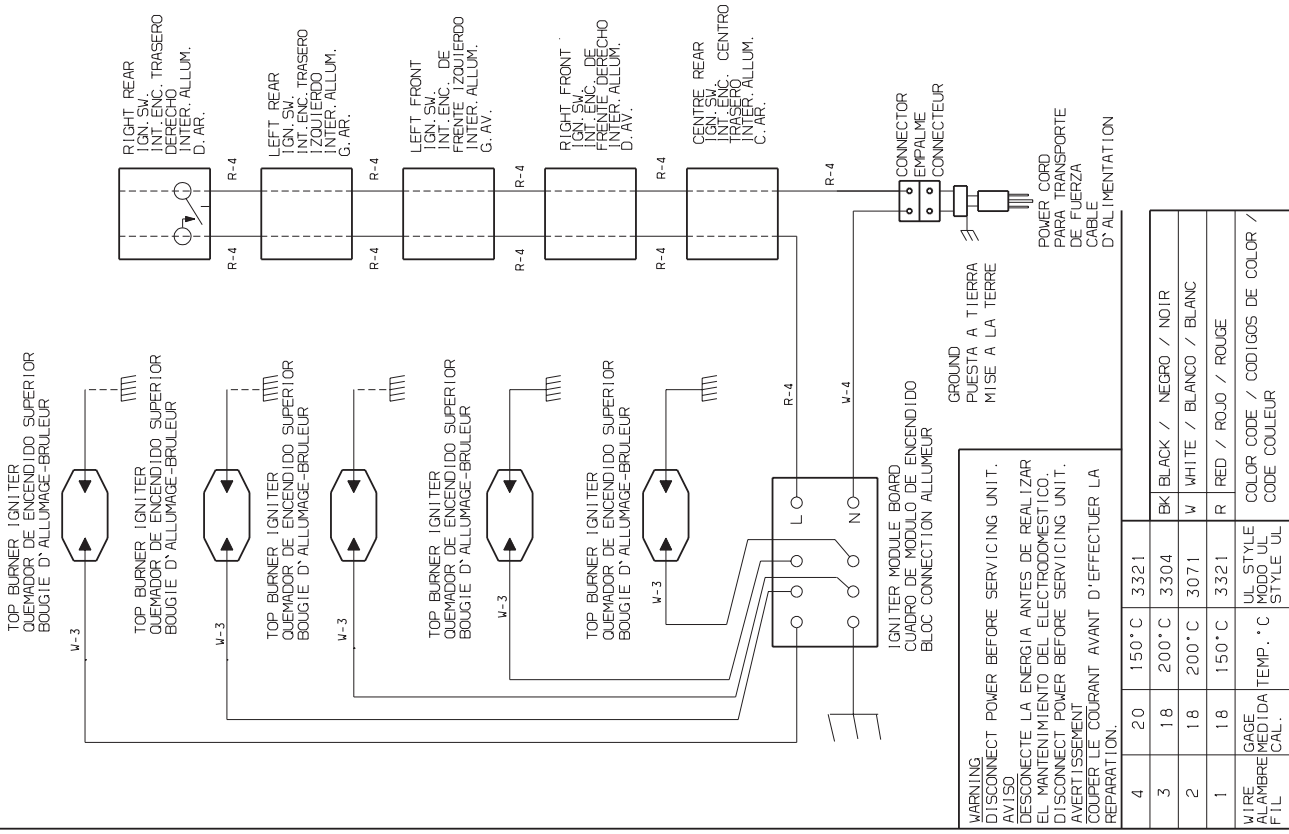 TOP BURNER IGNITER
QUEMADOR DE ENCENDIDO SUPERIOR
BOUGIE D`ALLUMAGE-BRULEUR
W-3
TOP BURNER IGNITER
QUEMADOR DE ENCENDIDO SUPERIOR
BOUGIE D`ALLUMAGE-BRULEUR
W-3
TOP BURNER IGNITER
QUEMADOR DE ENCENDIDO SUPERIOR
BOUGIE D`ALLUMAGE-BRULEUR
W-3
TOP BURNER IGNITER
QUEMADOR DE ENCENDIDO SUPERIOR
BOUGIE D`ALLUMAGE-BRULEUR
W-3
TOP BURNER IGNITER
QUEMADOR DE ENCENDIDO SUPERIOR
BOUGIE D`ALLUMAGE-BRULEUR
W-3
RIGHT REAR
IGN. SW.
INT. ENC. TRASERO
DERECHO
INTER. ALLUM.
D. AR.
R-4
R-4
LEFT REAR
IGN. SW.
INT. ENC. TRASERO
IZQUIERDO
INTER. ALLUM.
G. AR.
R-4
R-4
LEFT FRONT
IGN. SW.
INT. ENC. DE
FRENTE IZQUIERDO
INTER. ALLUM.
G. AV.
R-4
R-4
RIGHT FRONT
IGN. SW.
INT. ENC. DE
FRENTE DERECHO
INTER. ALLUM.
D. AV.
R-4
R-4
CENTRE REAR
IGN. SW.
INT. ENC. CENTRO
TRASERO
INTER. ALLUM.
C. AR.
R-4
R-4
W-4
L
N
IGNITER MODULE BOARD
CUADRO DE MODULO DE ENCENDIDO
BLOC CONNECTION ALLUMEUR
CONNECTOR
EMPALME
CONNECTEUR
GROUND
PUESTA A TIERRA
MISE A LA TERRE
POWER CORD
PARA TRANSPORTE
DE FUERZA
CABLE
D`ALIMENTATION
WARNING
DISCONNECT POWER BEFORE SERVICING UNIT.
AVISO
DESCONECTE LA ENERGIA ANTES DE REALIZAR
EL MANTENIMIENTO DEL ELECTRODOMESTICO.
DISCONNECT POWER BEFORE SERVICING UNIT.
AVERTISSEMENT
COUPER LE COURANT AVANT D'EFFECTUER LA
REPARATION.
4 20 150°C 3321
3 18 200°C 3304 BK BLACK / NEGRO / NOIR
2 18 200°C 3071 W WHITE / BLANCO / BLANC
1 18 150°C 3321 R RED / ROJO / ROUGE
WIRE
ALAMBRE
FIL
GAGE
MEDIDA
CAL.
TEMP. °C
UL STYLE
MODO UL
STYLE UL
COLOR CODE / CODIGOS DE COLOR /
CODE COULEUR